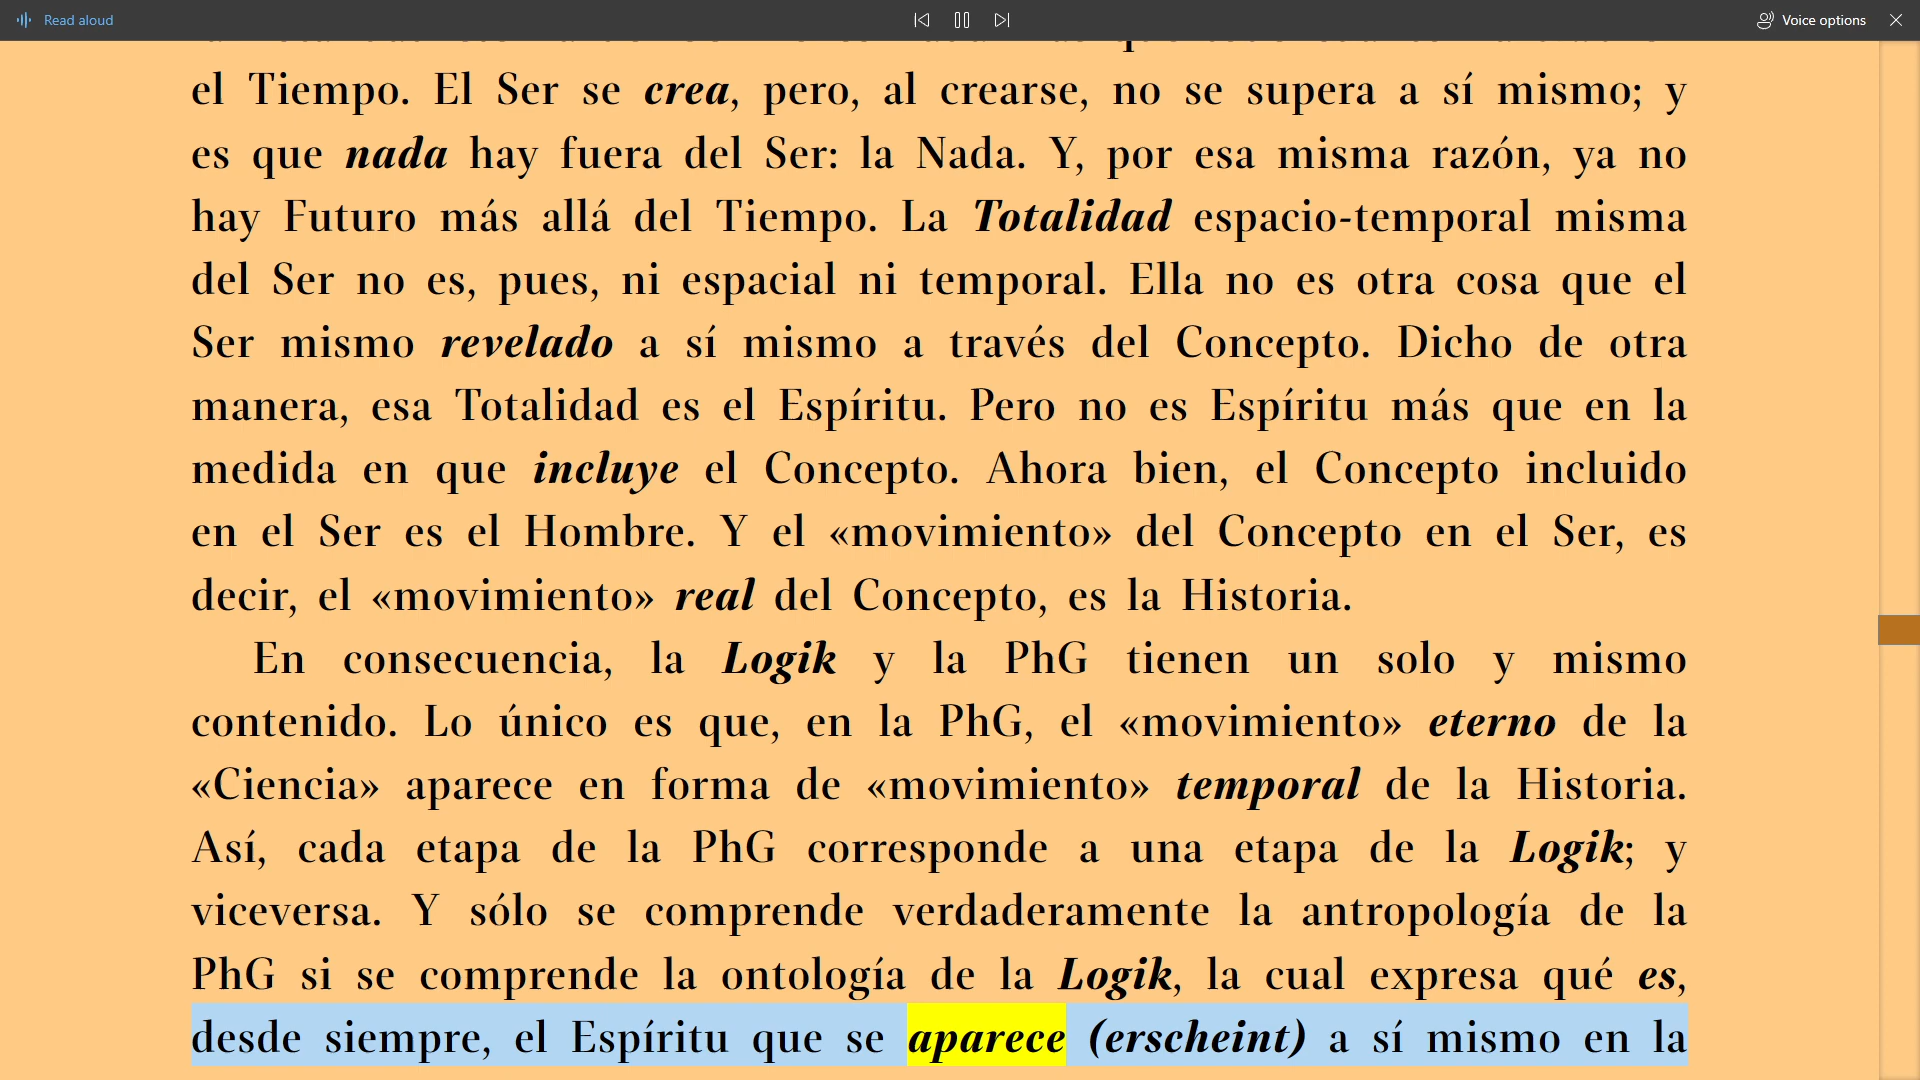 Read aloud
Voice options
el Tiempo. El Ser se crea, pero, al crearse, no se supera a sí mismo; y
es que nada hay fuera del Ser: la Nada. Y, por esa misma razón, ya no
hay Futuro más allá del Tiempo. La Totalidad espacio-temporal misma
del Ser no es, pues, ni espacial ni temporal. Ella no es otra cosa que el
Ser mismo revelado a sí mismo a través del Concepto. Dicho de otra
manera, esa Totalidad es el Espíritu. Pero no es Espíritu más que en la
medida en que incluye el Concepto. Ahora bien, el Concepto incluido
en el Ser es el Hombre. Y el «movimiento» del Concepto en el Ser, es
decir, el «movimiento» real del Concepto, es la Historia.
En consecuencia, la Logik y la PhG tienen un solo y mismo
contenido. Lo único es que, en la PhG, el «movimiento» eterno de la
«Ciencia» aparece en forma de «movimiento» temporal de la Historia.
Así, cada etapa de la PhG corresponde a una etapa de la Logik; y
viceversa. Y sólo se comprende verdaderamente la antropología de la
PhG si se comprende la ontología de la Logik, la cual expresa qué es,
desde siempre, el Espíritu que se aparece (erscheint) a sí mismo en la